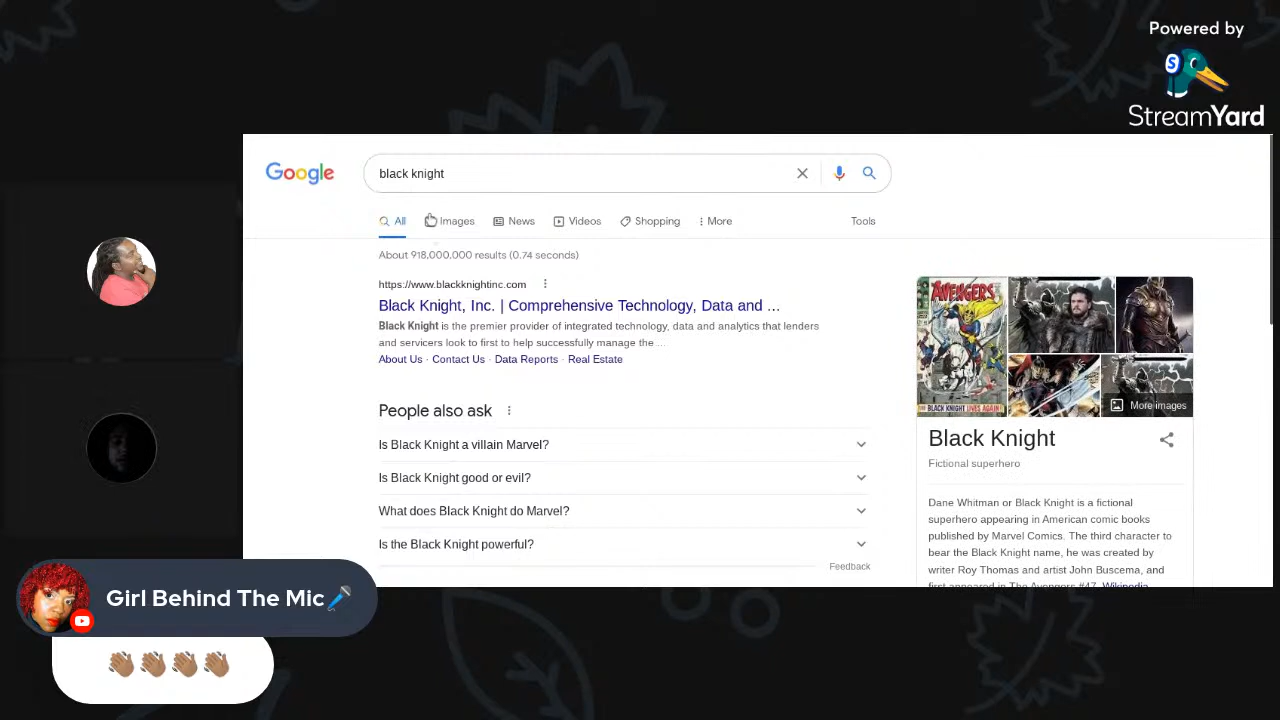 Powered by
StreamYard
Google
black knight
All Images News Videos Shopping More Tools
About 918,000,000 results (0.74 seconds)
https://www.blackknightinc.com
Black Knight, Inc. | Comprehensive Technology, Data and ...
Black Knight is the premier provider of integrated technology, data and analytics that lenders
and servicers look to first to help successfully manage the ...
About Us · Contact Us · Data Reports · Real Estate
People also ask
Is Black Knight a villain Marvel?
Is Black Knight good or evil?
What does Black Knight do Marvel?
Is the Black Knight powerful?
Feedback
AVENGERS
BLACK KNIGHT LIVES AGAIN!
More images
Black Knight
Fictional superhero
Dane Whitman or Black Knight is a fictional
superhero appearing in American comic books
published by Marvel Comics. The third character to
bear the Black Knight name, he was created by
writer Roy Thomas and artist John Buscema, and
first appeared in The Avengers #47. Wikipedia
Girl Behind The Mic🎤
👋🏽👋🏽👋🏽👋🏽